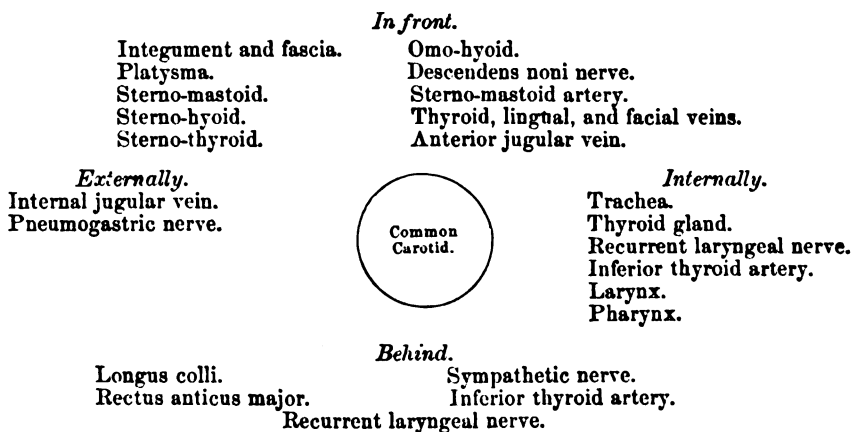 In front.
Integument and fascia. Omo-hyoid.
Platysma. Descendens noni nerve.
Sterno-mastoid. Sterno-mastoid artery.
Sterno-hyoid. Thyroid, lingual, and facial veins.
Sterno-thyroid. Anterior jugular vein.
Externally.
Internal jugular vein.
Pneumogastric nerve.
Common
Carotid.
Internally.
Trachea.
Thyroid gland.
Recurrent laryngeal nerve.
Inferior thyroid artery.
Larynx.
Pharynx.
Behind.
Longus colli. Sympathetic nerve.
Rectus anticus major. Inferior thyroid artery.
Recurrent laryngeal nerve.